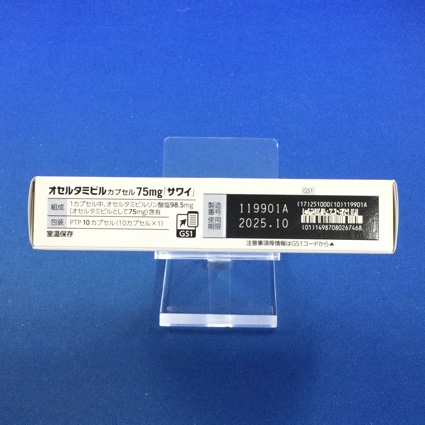 オセルタミビルカプセル75mg「サワイ」
組成 1カプセル中、オセルタミビルリン酸塩98.5mg
(オセルタミビルとして75mg)含有
包装 PTP 10カプセル(10カプセル×1)
室温保存
GS1
製造番号 119901A
使用期限 2025.10
GS1
(17)251000(10)119901A
(01)14987080267468
注意事項等情報はGS1コードから▲